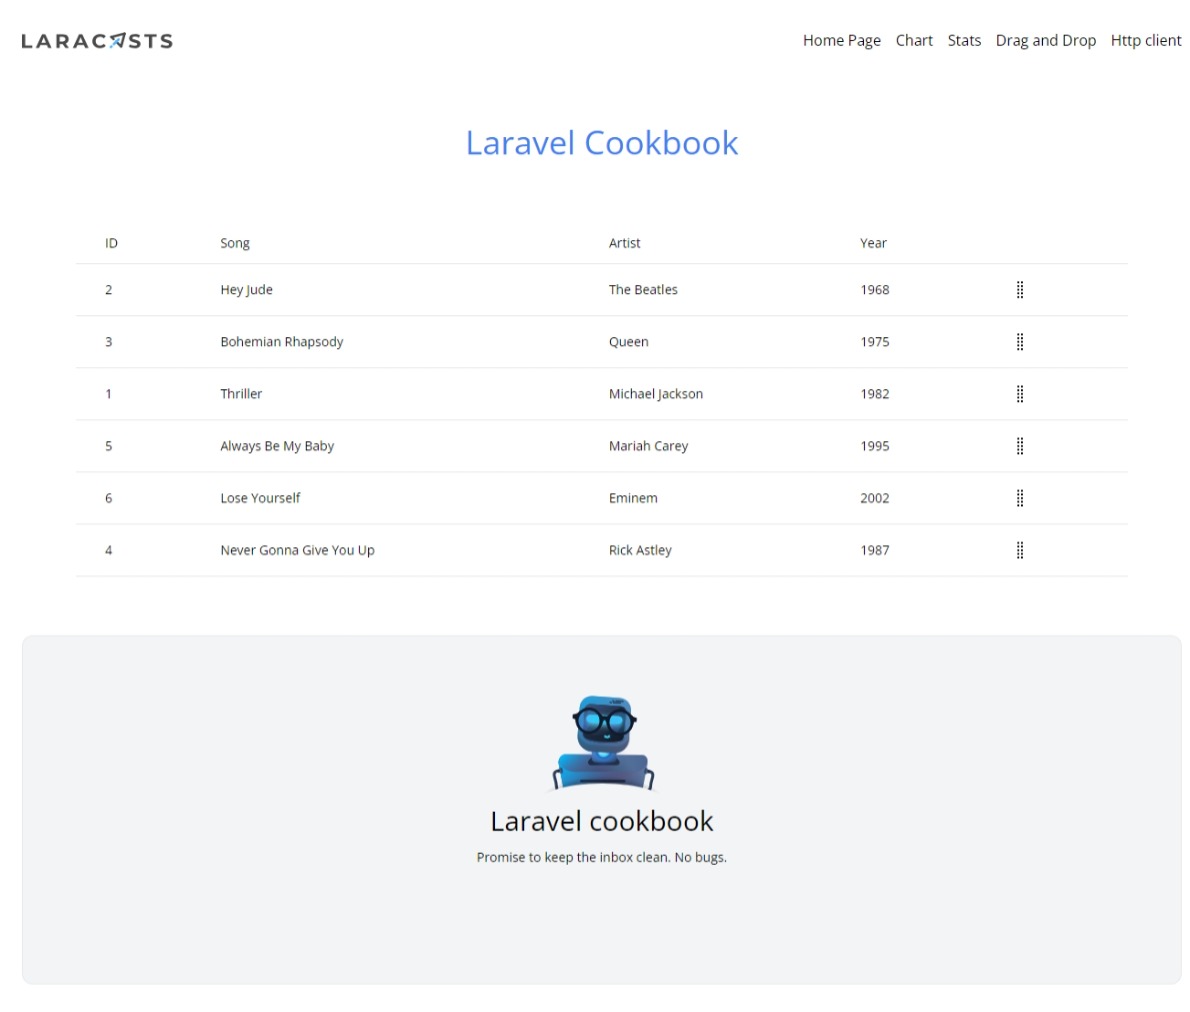 LARACASTS
Home Page Chart Stats Drag and Drop Http client
Laravel Cookbook
ID Song Artist Year
2 Hey Jude The Beatles 1968
3 Bohemian Rhapsody Queen 1975
1 Thriller Michael Jackson 1982
5 Always Be My Baby Mariah Carey 1995
6 Lose Yourself Eminem 2002
4 Never Gonna Give You Up Rick Astley 1987
Laravel cookbook
Promise to keep the inbox clean. No bugs.